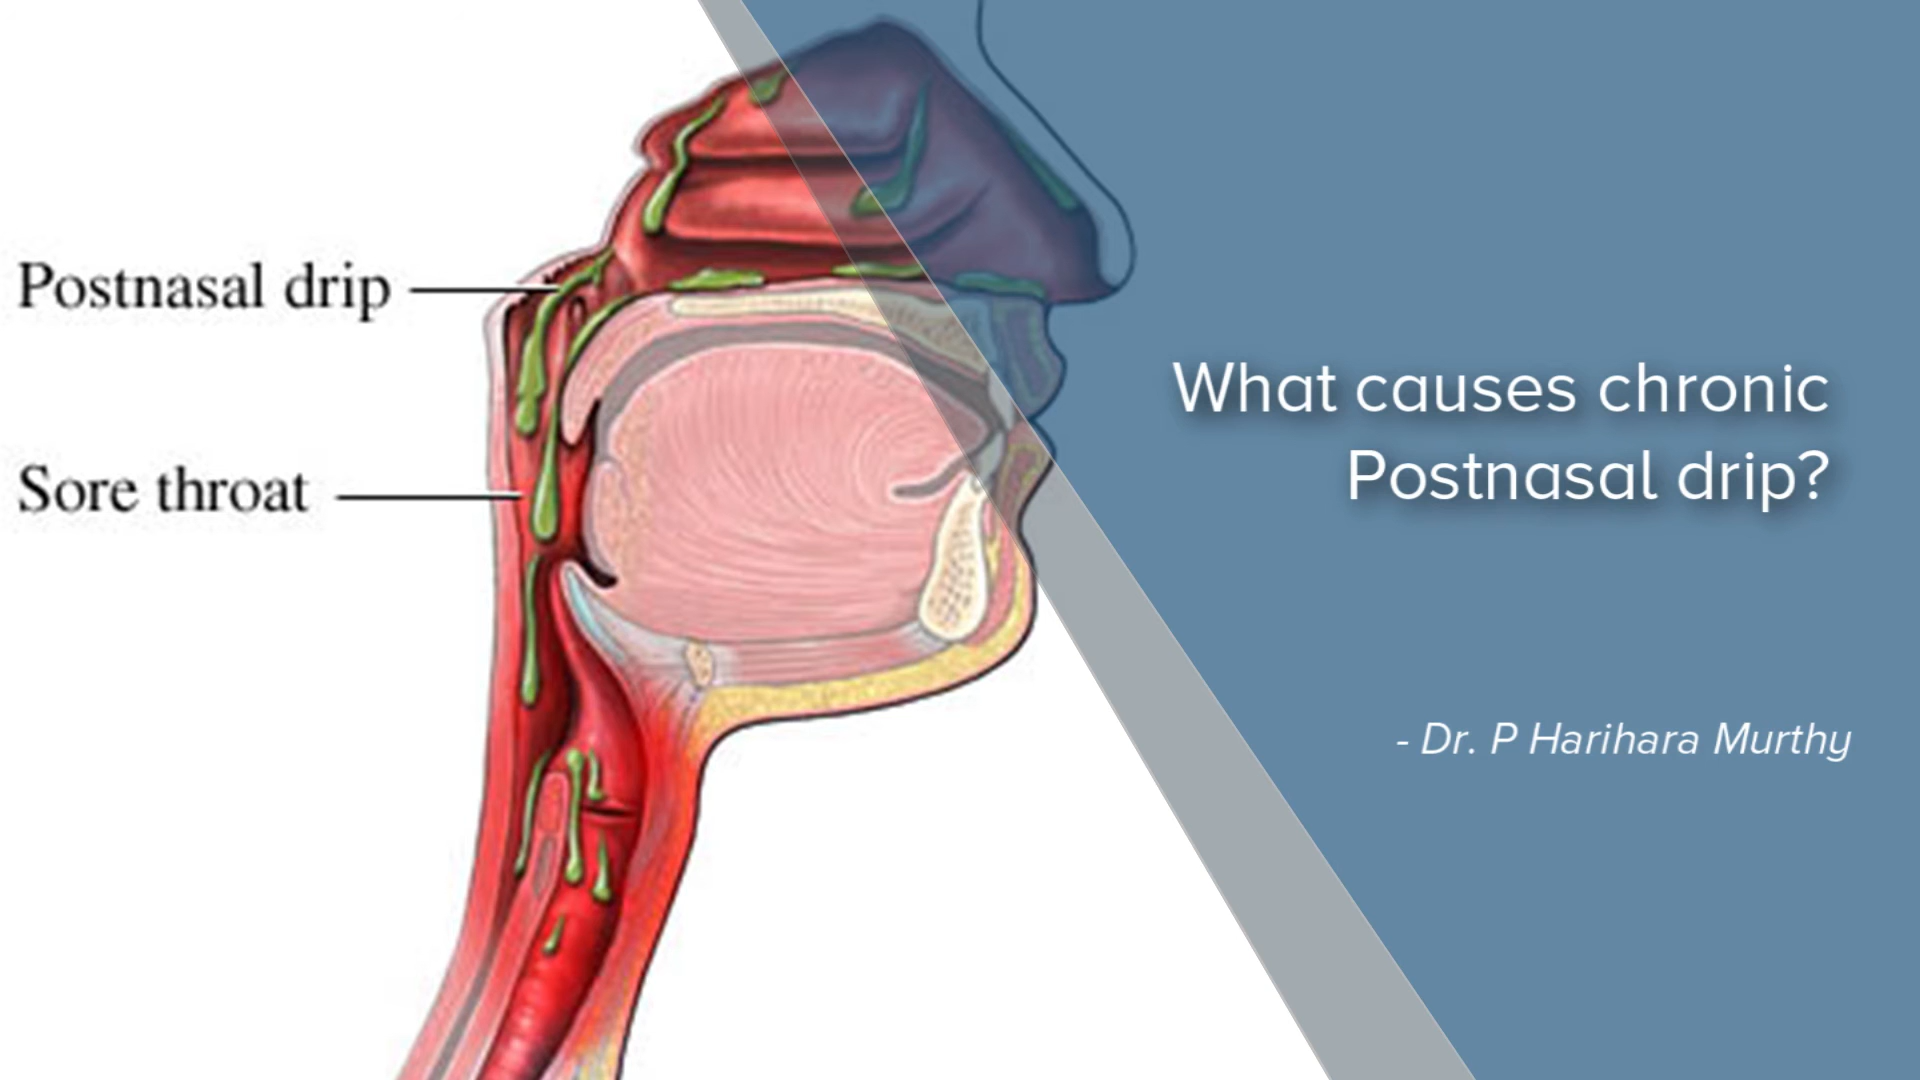 Postnasal drip
Sore throat
What causes chronic
Postnasal drip?
- Dr. P Harihara Murthy